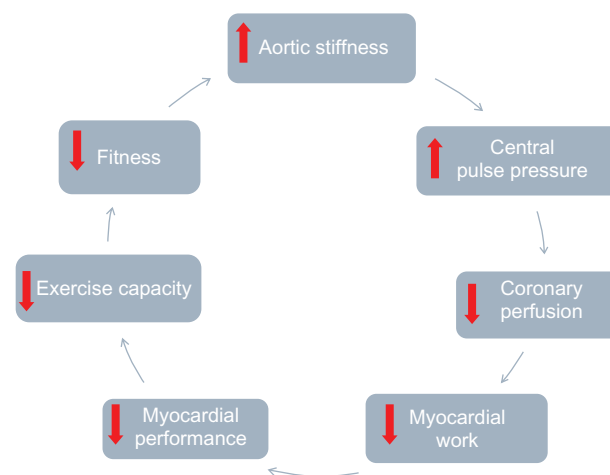 Aortic stiffness
Central
pulse pressure
Coronary
perfusion
Myocardial
work
Myocardial
performance
Exercise capacity
Fitness